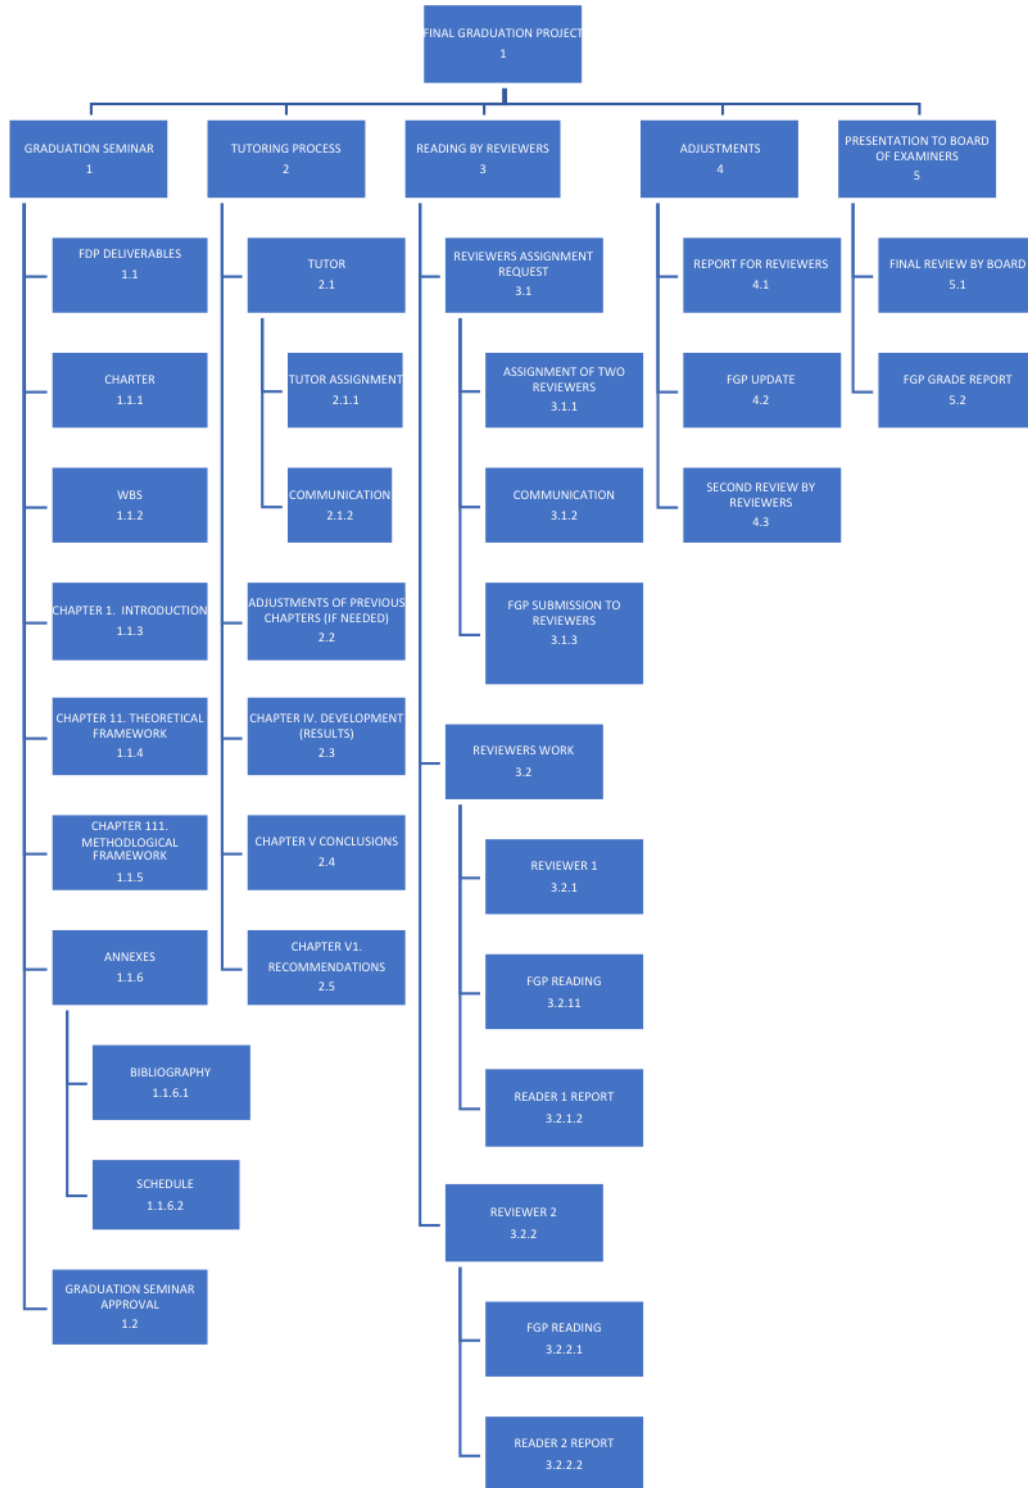 FINAL GRADUATION PROJECT
1
GRADUATION SEMINAR
1
TUTORING PROCESS
2
READING BY REVIEWERS
3
ADJUSTMENTS
4
PRESENTATION TO BOARD
OF EXAMINERS
5
FDP DELIVERABLES
1.1
CHARTER
1.1.1
WBS
1.1.2
CHAPTER 1.  INTRODUCTION
1.1.3
CHAPTER 11. THEORETICAL
FRAMEWORK
1.1.4
CHAPTER 111.
METHODLOGICAL
FRAMEWORK
1.1.5
ANNEXES
1.1.6
BIBLIOGRAPHY
1.1.6.1
SCHEDULE
1.1.6.2
GRADUATION SEMINAR
APPROVAL
1.2
TUTOR
2.1
TUTOR ASSIGNMENT
2.1.1
COMMUNICATION
2.1.2
ADJUSTMENTS OF PREVIOUS
CHAPTERS (IF NEEDED)
2.2
CHAPTER IV. DEVELOPMENT
(RESULTS)
2.3
CHAPTER V CONCLUSIONS
2.4
CHAPTER V1.
RECOMMENDATIONS
2.5
REVIEWERS ASSIGNMENT
REQUEST
3.1
ASSIGNMENT OF TWO
REVIEWERS
3.1.1
COMMUNICATION
3.1.2
FGP SUBMISSION TO
REVIEWERS
3.1.3
REVIEWERS WORK
3.2
REVIEWER 1
3.2.1
FGP READING
3.2.11
READER 1 REPORT
3.2.1.2
REVIEWER 2
3.2.2
FGP READING
3.2.2.1
READER 2 REPORT
3.2.2.2
REPORT FOR REVIEWERS
4.1
FGP UPDATE
4.2
SECOND REVIEW BY
REVIEWERS
4.3
FINAL REVIEW BY BOARD
5.1
FGP GRADE REPORT
5.2